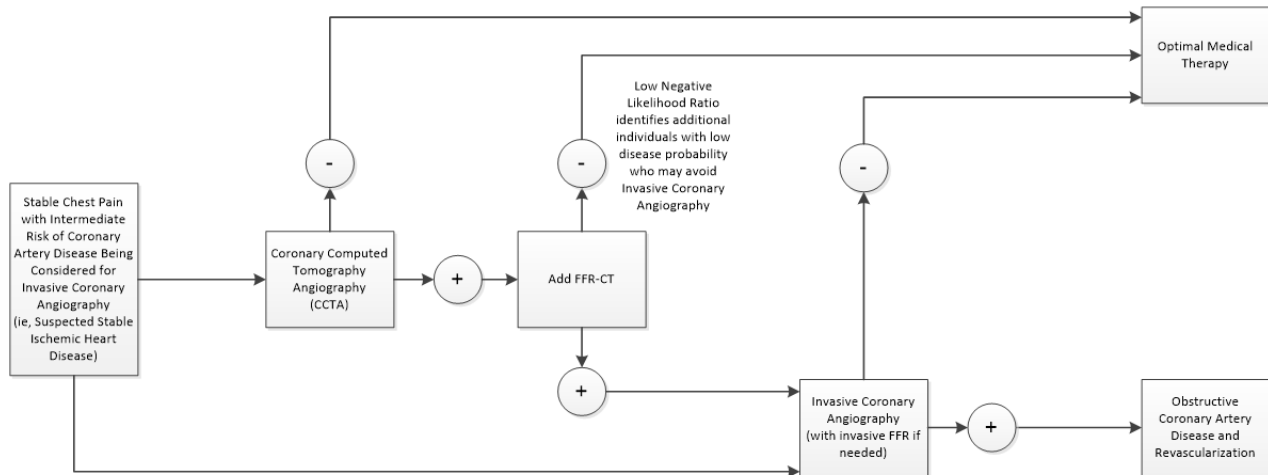 Optimal Medical
Therapy
Low Negative
Likelihood Ratio
identifies additional
individuals with low
disease probability
who may avoid
Invasive Coronary
Angiography
-
-
-
Stable Chest Pain
with Intermediate
Risk of Coronary
Artery Disease Being
Considered for
Invasive Coronary
Angiography
(ie, Suspected Stable
Ischemic Heart
Disease)
Coronary Computed
Tomography
Angiography
(CCTA)
+
Add FFR-CT
+
Invasive Coronary
Angiography
(with invasive FFR if
needed)
+
Obstructive
Coronary Artery
Disease and
Revascularization